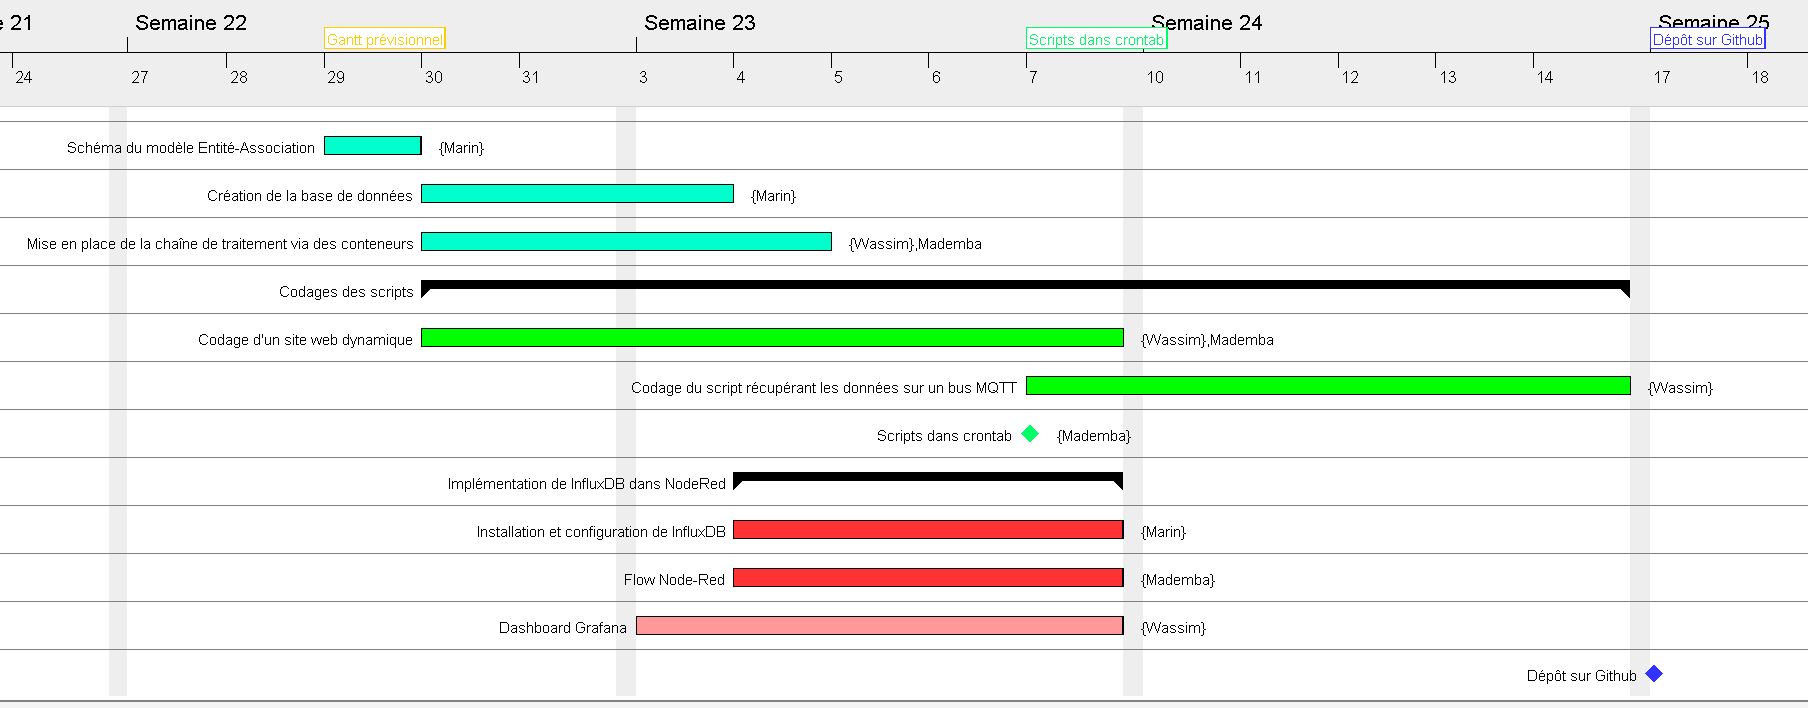 e 21
Semaine 22
Semaine 23
Semaine 24
Semaine 25
Gantt prévisionnel
Scripts dans crontab
Dépôt sur Github
24 27 28 29 30 31 3 4 5 6 7 10 11 12 13 14 17 18
Schéma du modèle Entité-Association {Marin}
Création de la base de données {Marin}
Mise en place de la chaîne de traitement via des conteneurs {Wassim},Mademba
Codages des scripts
Codage d'un site web dynamique {Wassim},Mademba
Codage du script récupérant les données sur un bus MQTT {Wassim}
Scripts dans crontab {Mademba}
Implémentation de InfluxDB dans NodeRed
Installation et configuration de InfluxDB {Marin}
Flow Node-Red {Mademba}
Dashboard Grafana {Wassim}
Dépôt sur Github